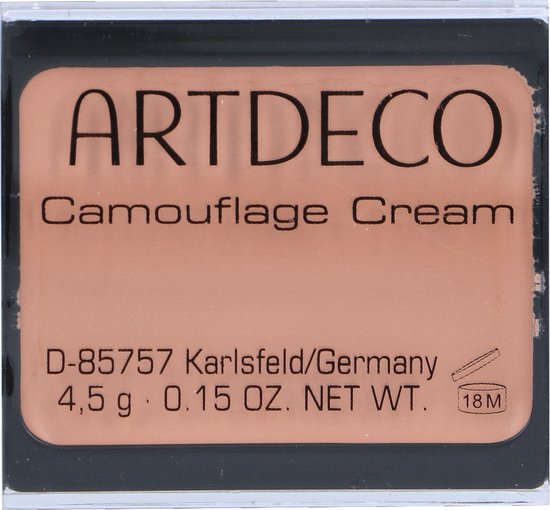 ARTDECO
Camouflage Cream
D-85757 Karlsfeld/Germany
4,5 g · 0.15 OZ. NET WT.
18M